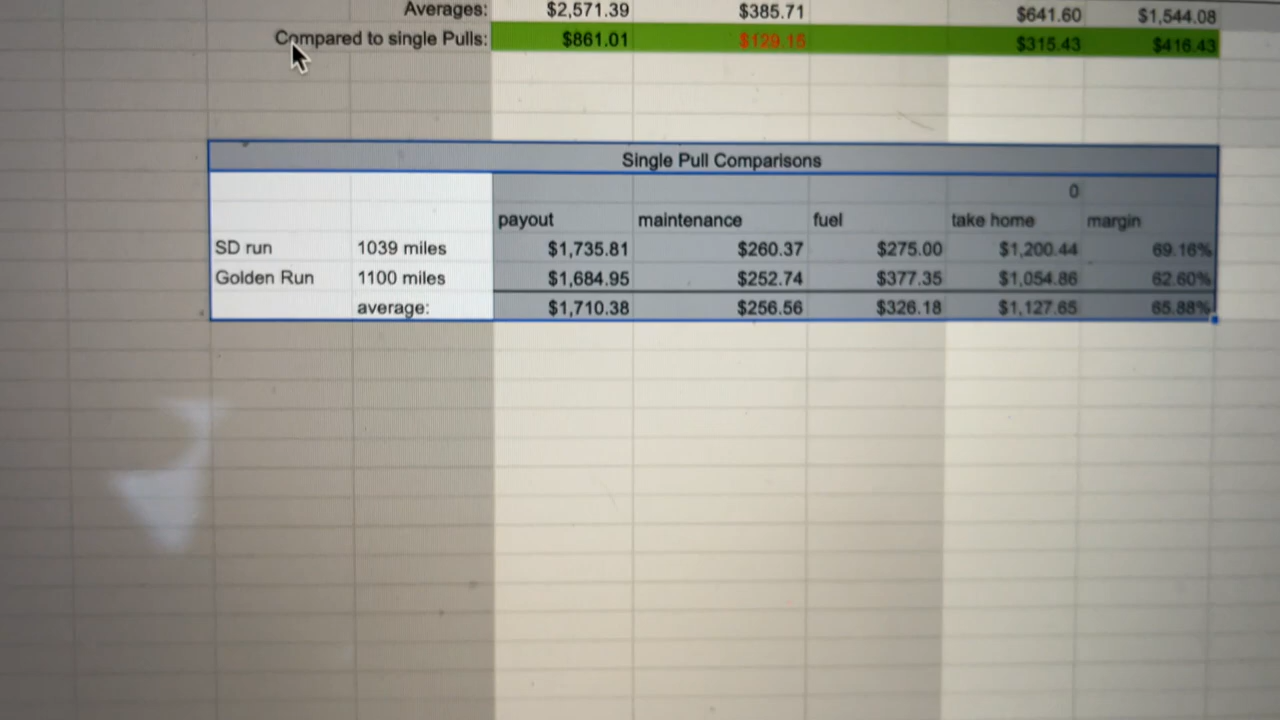 Averages: $2,571.39 $385.71 $641.60 $1,544.08
Compared to single Pulls: $861.01 $129.15 $315.43 $416.43
Single Pull Comparisons
0
payout maintenance fuel take home margin
SD run 1039 miles $1,735.81 $260.37 $275.00 $1,200.44 69.16%
Golden Run 1100 miles $1,684.95 $252.74 $377.35 $1,054.86 62.60%
average: $1,710.38 $256.56 $326.18 $1,127.65 65.88%